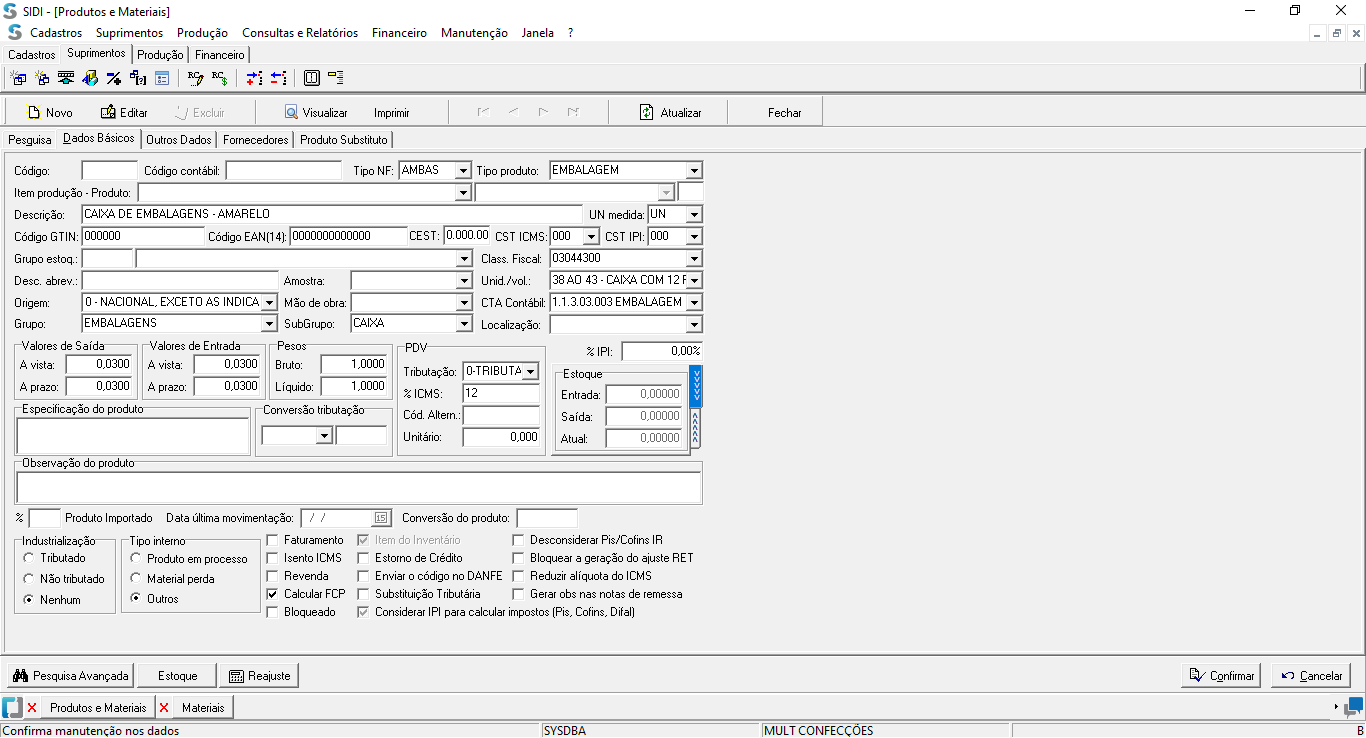 SIDI - [Produtos e Materiais]
Cadastros Suprimentos Produção Consultas e Relatórios Financeiro Manutenção Janela ?
Cadastros Suprimentos Produção Financeiro
Novo Editar Excluir Visualizar Imprimir Atualizar Fechar
Pesquisa Dados Básicos Outros Dados Fornecedores Produto Substituto
Código: Código contábil: Tipo NF: AMBAS Tipo produto: EMBALAGEM
Item produção - Produto:
Descrição: CAIXA DE EMBALAGENS - AMARELO UN medida: UN
Código GTIN: 000000 Código EAN(14): 0000000000000 CEST: 0.000.00 CST ICMS: 000 CST IPI: 000
Grupo estoq.: Class. Fiscal: 03044300
Desc. abrev.: Amostra: Unid./vol.: 38 AO 43 - CAIXA COM 12 F
Origem: 0 - NACIONAL, EXCETO AS INDICA Mão de obra: CTA Contábil: 1.1.3.03.003 EMBALAGEM
Grupo: EMBALAGENS SubGrupo: CAIXA Localização:
Valores de Saída Valores de Entrada Pesos PDV % IPI: 0,00%
A vista: 0,0300 A vista: 0,0300 Bruto: 1,0000 Tributação: 0-TRIBUTA Estoque
A prazo: 0,0300 A prazo: 0,0300 Líquido: 1,0000 % ICMS: 12 Entrada: 0,00000
Especificação do produto Conversão tributação Cód. Altern.: Saída: 0,00000
Unitário: 0,000 Atual: 0,00000
Observação do produto
% Produto Importado Data última movimentação: / / 15 Conversão do produto:
Industrialização Tipo interno Faturamento Item do Inventário Desconsiderar Pis/Cofins IR
Tributado Produto em processo Isento ICMS Estorno de Crédito Bloquear a geração do ajuste RET
Não tributado Material perda Revenda Enviar o código no DANFE Reduzir alíquota do ICMS
Nenhum Outros Calcular FCP Substituição Tributária Gerar obs nas notas de remessa
Bloqueado Considerar IPI para calcular impostos (Pis, Cofins, Difal)
Pesquisa Avançada Estoque Reajuste Confirmar Cancelar
Produtos e Materiais Materiais
Confirma manutenção nos dados SYSDBA MULT CONFECÇÕES B